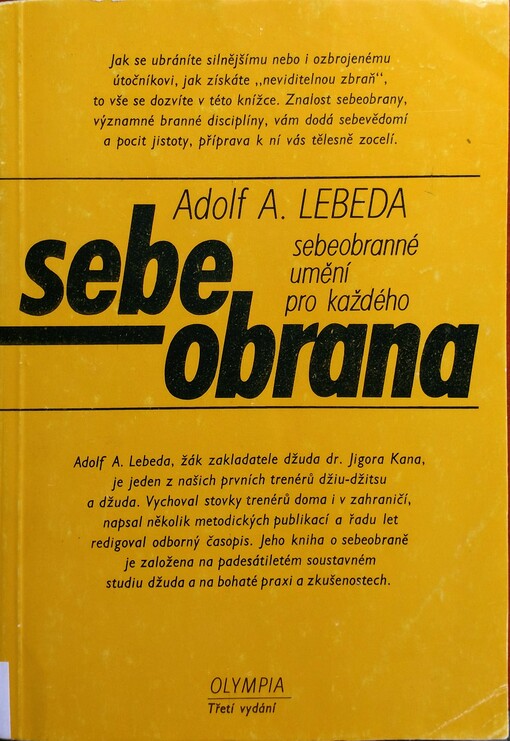 Jak se ubráníte silnějšímu nebo i ozbrojenému
útočníkovi, jak získáte „neviditelnou zbraň“,
to vše se dozvíte v této knížce. Znalost sebeobrany,
významné branné disciplíny, vám dodá sebevědomí
a pocit jistoty, příprava k ní vás tělesně zocelí.
Adolf A. LEBEDA
sebe
obrana
sebeobranné
umění
pro každého
Adolf A. Lebeda, žák zakladatele džuda dr. Jigora Kana,
je jeden z našich prvních trenérů džiu-džitsu
a džuda. Vychoval stovky trenérů doma i v zahraničí,
napsal několik metodických publikací a řadu let
redigoval odborný časopis. Jeho kniha o sebeobraně
je založena na padesátiletém soustavném
studiu džuda a na bohaté praxi a zkušenostech.
OLYMPIA
Třetí vydání